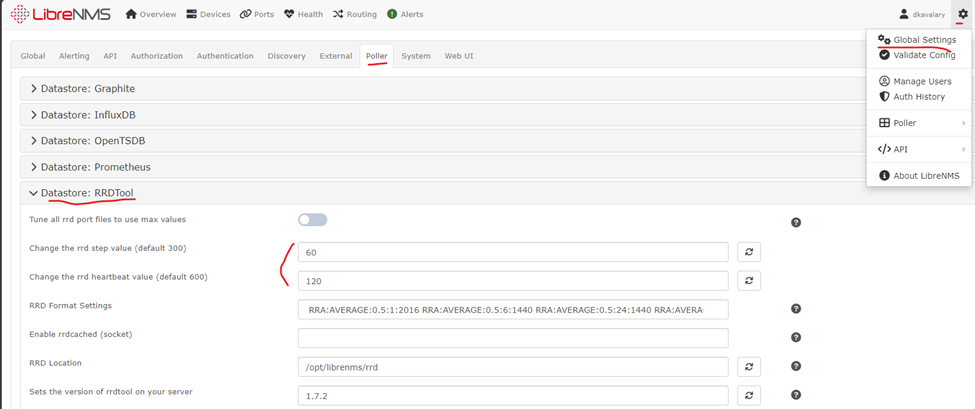 LibreNMS Overview Devices Ports Health Routing Alerts dkavalary
Global Settings
Validate Config
Manage Users
Auth History
Poller
API
About LibreNMS
Global Alerting API Authorization Authentication Discovery External Poller System Web UI
Datastore: Graphite
Datastore: InfluxDB
Datastore: OpenTSDB
Datastore: Prometheus
Datastore: RRDTool
Tune all rrd port files to use max values
Change the rrd step value (default 300) 60
Change the rrd heartbeat value (default 600) 120
RRD Format Settings RRA:AVERAGE:0.5:1:2016 RRA:AVERAGE:0.5:6:1440 RRA:AVERAGE:0.5:24:1440 RRA:AVERA
Enable rrdcached (socket)
RRD Location /opt/librenms/rrd
Sets the version of rrdtool on your server 1.7.2